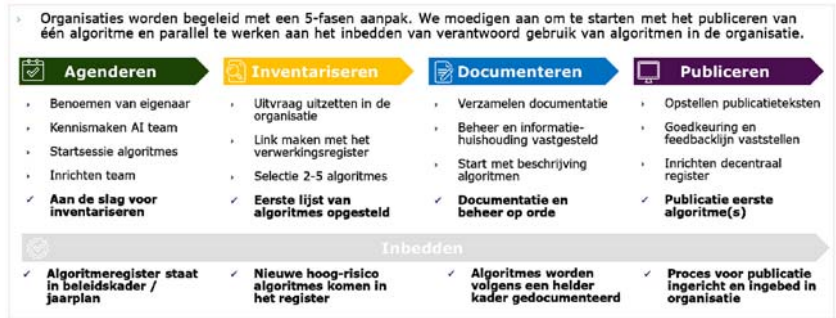 Organisaties worden begeleid met een 5-fasen aanpak. We moedigen aan om te starten met het publiceren van
één algoritme en parallel te werken aan het inbedden van verantwoord gebruik van algoritmen in de organisatie.
Agenderen
Benoemen van eigenaar
Kennismaken AI team
Startsessie algoritmes
Inrichten team
Aan de slag voor
inventariseren
Inventariseren
Uitvraag uitzetten in de
organisatie
Link maken met het
verwerkingsregister
Selectie 2-5 algoritmes
Eerste lijst van
algoritmes opgesteld
Documenteren
Verzamelen documentatie
Beheer en informatie-
huishouding vastgesteld
Start met beschrijving
algoritmen
Documentatie en
beheer op orde
Publiceren
Opstellen publicatieteksten
Goedkeuring en
feedbacklijn vaststellen
Inrichten decentraal
register
Publicatie eerste
algoritme(s)
Inbedden
Algoritmeregister staat
in beleidskader /
jaarplan
Nieuwe hoog-risico
algoritmes komen in
het register
Algoritmes worden
volgens een helder
kader gedocumenteerd
Proces voor publicatie
ingericht en ingebed in
organisatie